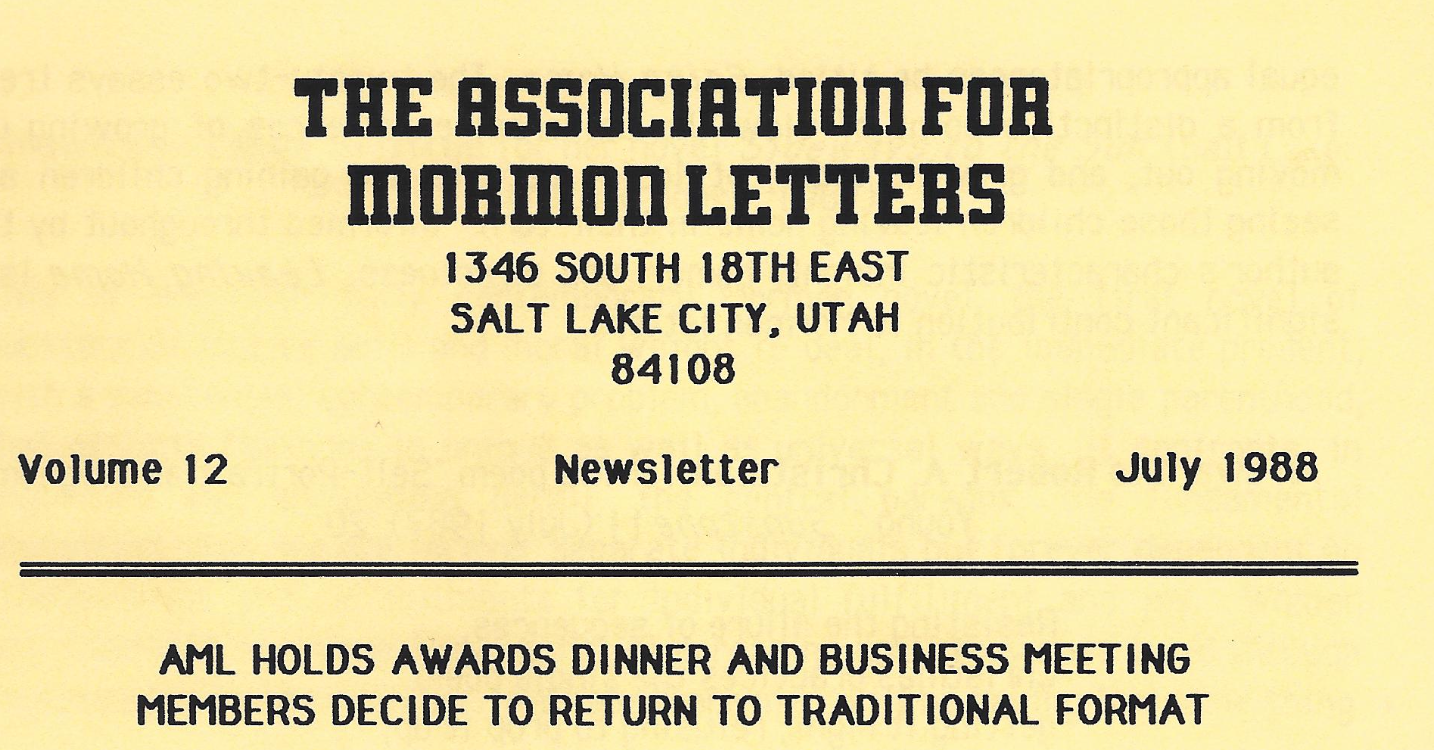 THE ASSOCIATION FOR
MORMON LETTERS
1346 SOUTH 18TH EAST
SALT LAKE CITY, UTAH
84108
Volume 12 Newsletter July 1988
AML HOLDS AWARDS DINNER AND BUSINESS MEETING
MEMBERS DECIDE TO RETURN TO TRADITIONAL FORMAT